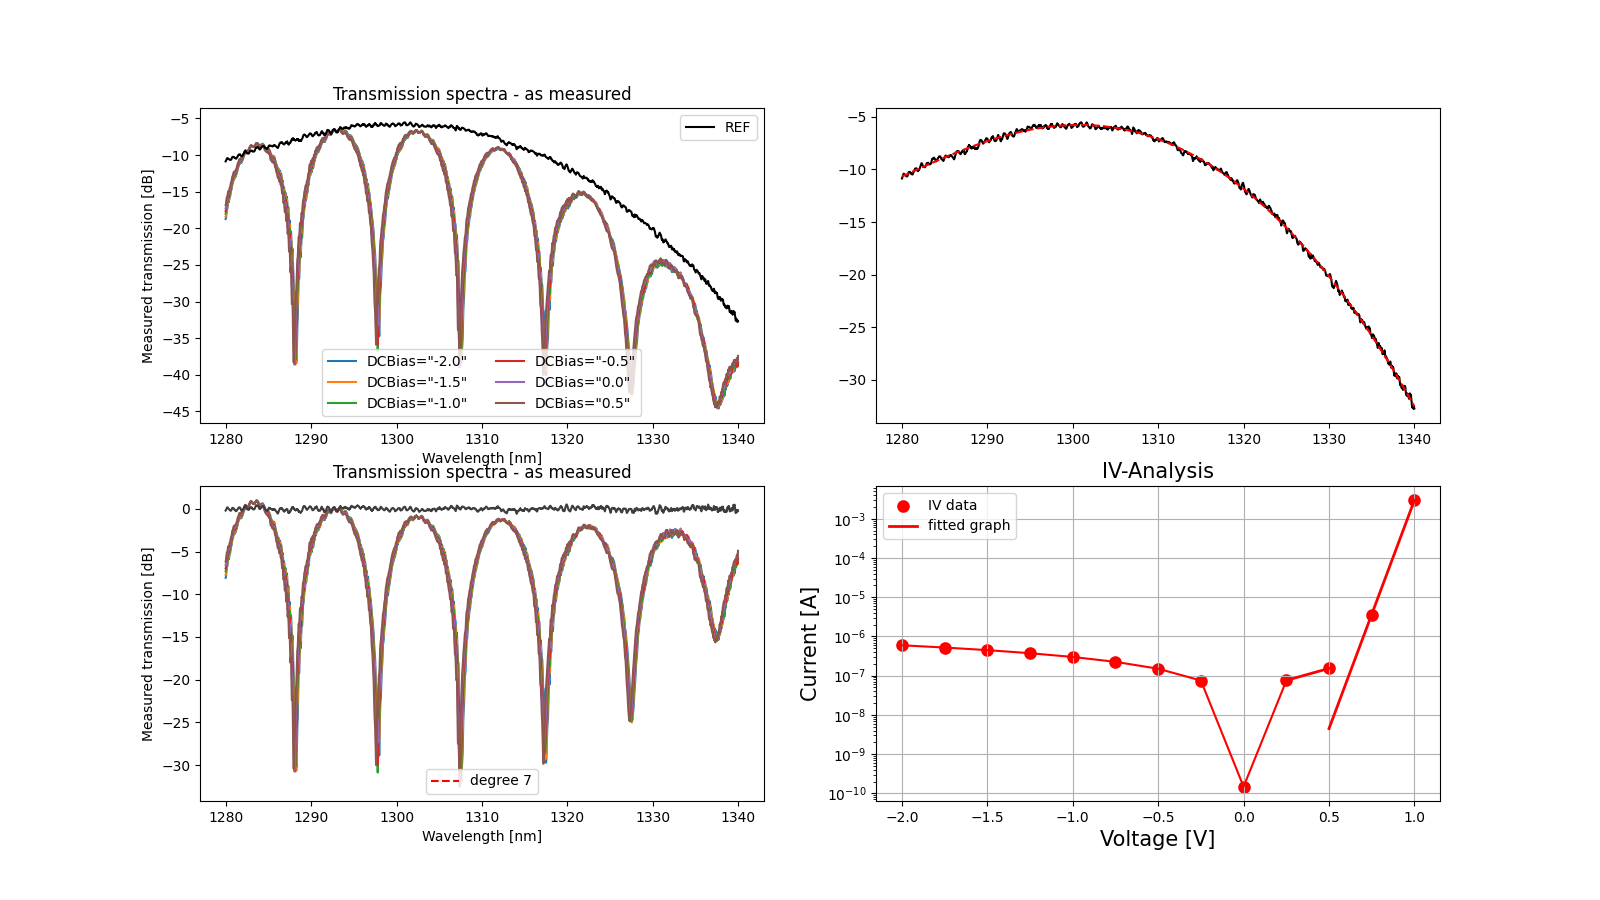 Transmission spectra - as measured
−5
−10
−15
−20
−25
−30
−35
−40
−45
Measured transmission [dB]
REF
DCBias="-2.0"
DCBias="-1.5"
DCBias="-1.0"
DCBias="-0.5"
DCBias="0.0"
DCBias="0.5"
1280 1290 1300 1310 1320 1330 1340
Wavelength [nm]
−5
−10
−15
−20
−25
−30
1280 1290 1300 1310 1320 1330 1340
Transmission spectra - as measured
0
−5
−10
−15
−20
−25
−30
Measured transmission [dB]
degree 7
1280 1290 1300 1310 1320 1330 1340
Wavelength [nm]
IV-Analysis
IV data
fitted graph
10−3
10−4
10−5
10−6
10−7
10−8
10−9
10−10
Current [A]
−2.0 −1.5 −1.0 −0.5 0.0 0.5 1.0
Voltage [V]